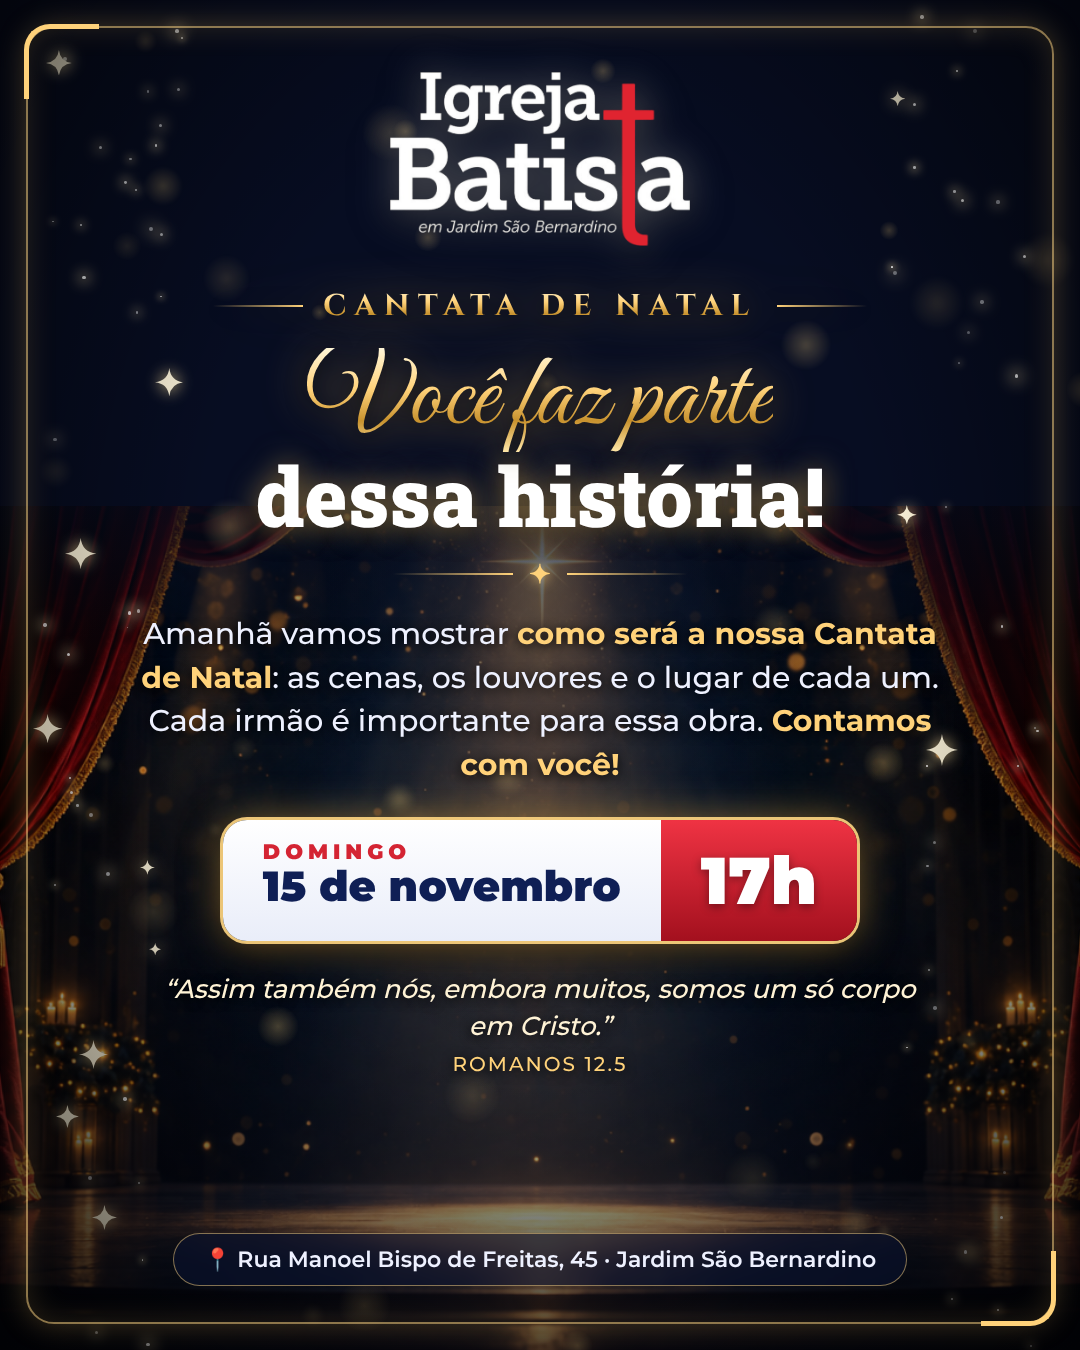 Igreja
Batista
em Jardim São Bernardino
CANTATA DE NATAL
Você faz parte
dessa história!
Amanhã vamos mostrar como será a nossa Cantata
de Natal: as cenas, os louvores e o lugar de cada um.
Cada irmão é importante para essa obra. Contamos
com você!
DOMINGO
15 de novembro
17h
“Assim também nós, embora muitos, somos um só corpo
em Cristo.”
ROMANOS 12.5
📍 Rua Manoel Bispo de Freitas, 45 · Jardim São Bernardino